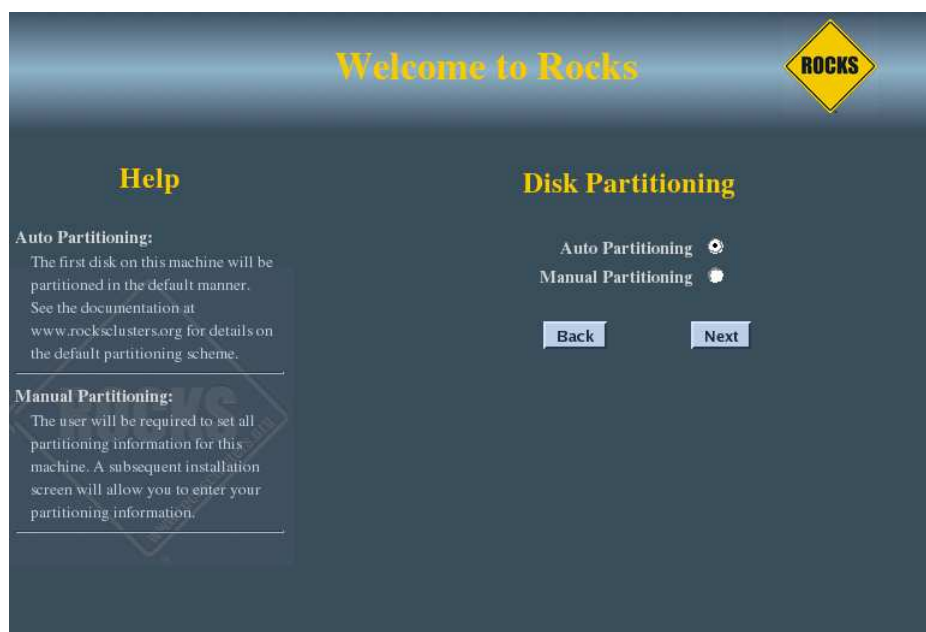 Welcome to Rocks
ROCKS
Help
Auto Partitioning:
The first disk on this machine will be
partitioned in the default manner.
See the documentation at
www.rocksclusters.org for details on
the default partitioning scheme.
Manual Partitioning:
The user will be required to set all
partitioning information for this
machine. A subsequent installation
screen will allow you to enter your
partitioning information.
ROCKS
Disk Partitioning
Auto Partitioning
Manual Partitioning
Back
Next